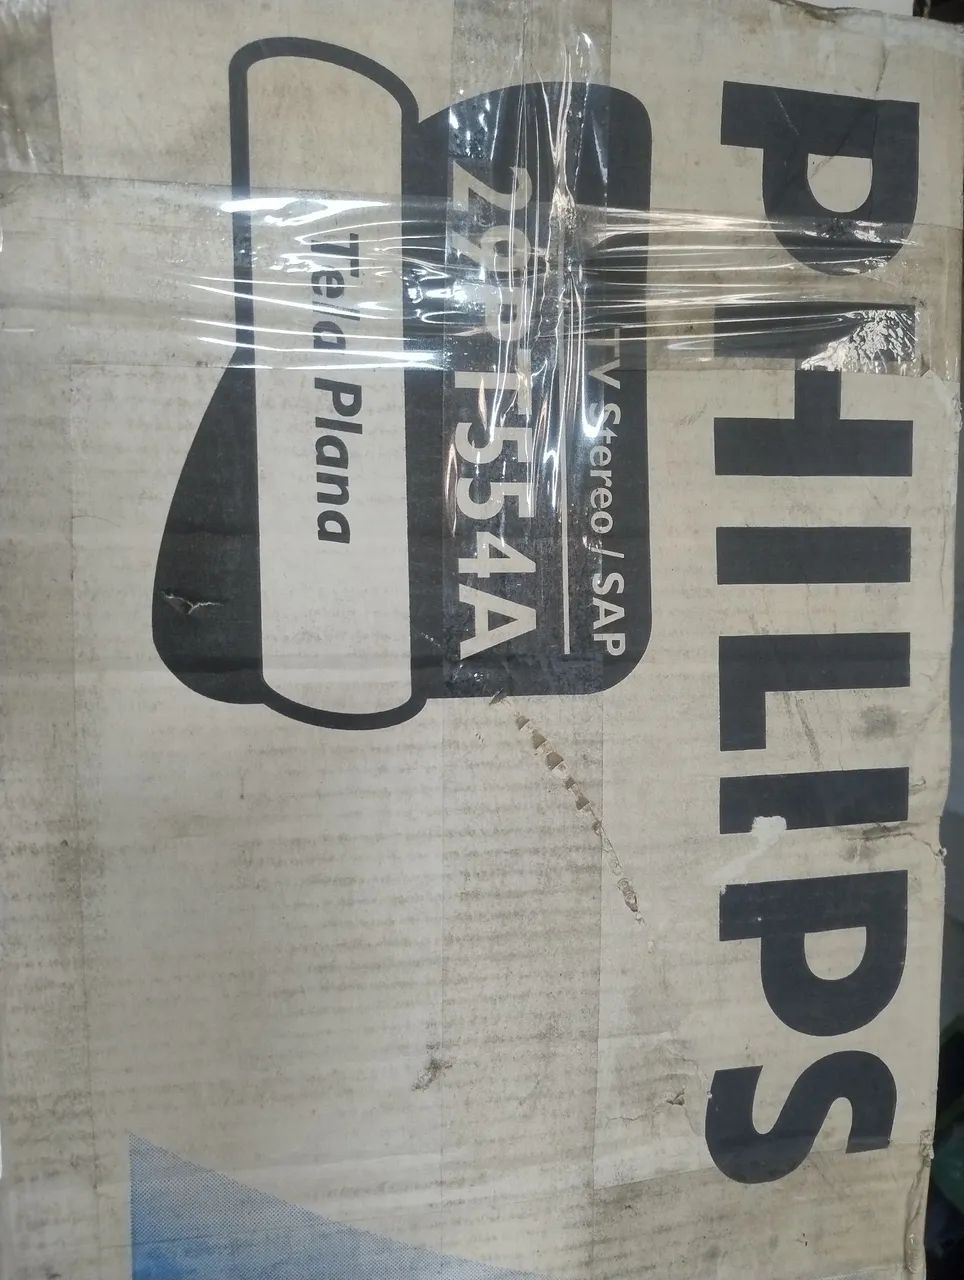 PHILIPS
TV Stereo / SAP
29PT554A
Tela Plana